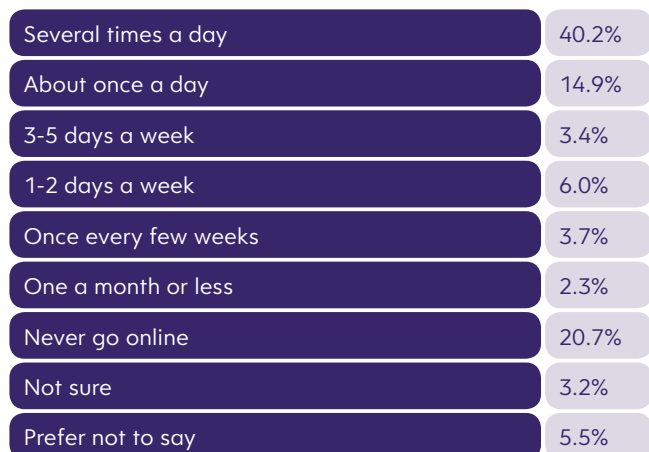 Several times a day 40.2%
About once a day 14.9%
3-5 days a week 3.4%
1-2 days a week 6.0%
Once every few weeks 3.7%
One a month or less 2.3%
Never go online 20.7%
Not sure 3.2%
Prefer not to say 5.5%